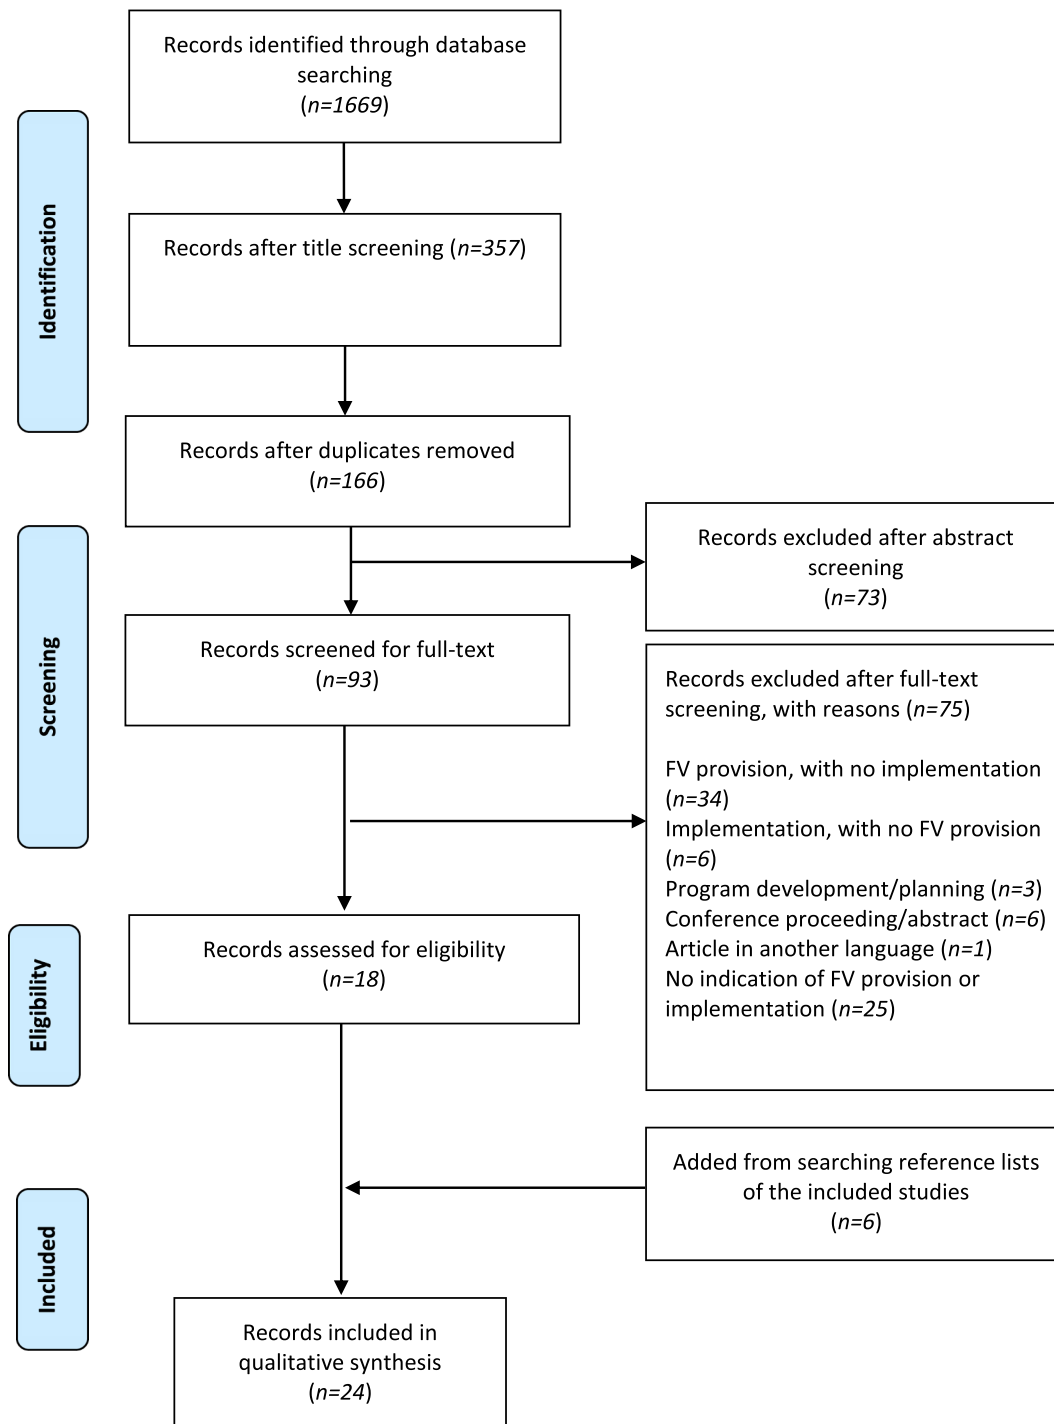 Records identified through database
searching
(n=1669)
Identification
Records after title screening (n=357)
Records after duplicates removed
(n=166)
Records excluded after abstract
screening
(n=73)
Screening
Records screened for full-text
(n=93)
Records excluded after full-text
screening, with reasons (n=75)
FV provision, with no implementation
(n=34)
Implementation, with no FV provision
(n=6)
Program development/planning (n=3)
Conference proceeding/abstract (n=6)
Article in another language (n=1)
No indication of FV provision or
implementation (n=25)
Eligibility
Records assessed for eligibility
(n=18)
Added from searching reference lists
of the included studies
(n=6)
Included
Records included in
qualitative synthesis
(n=24)